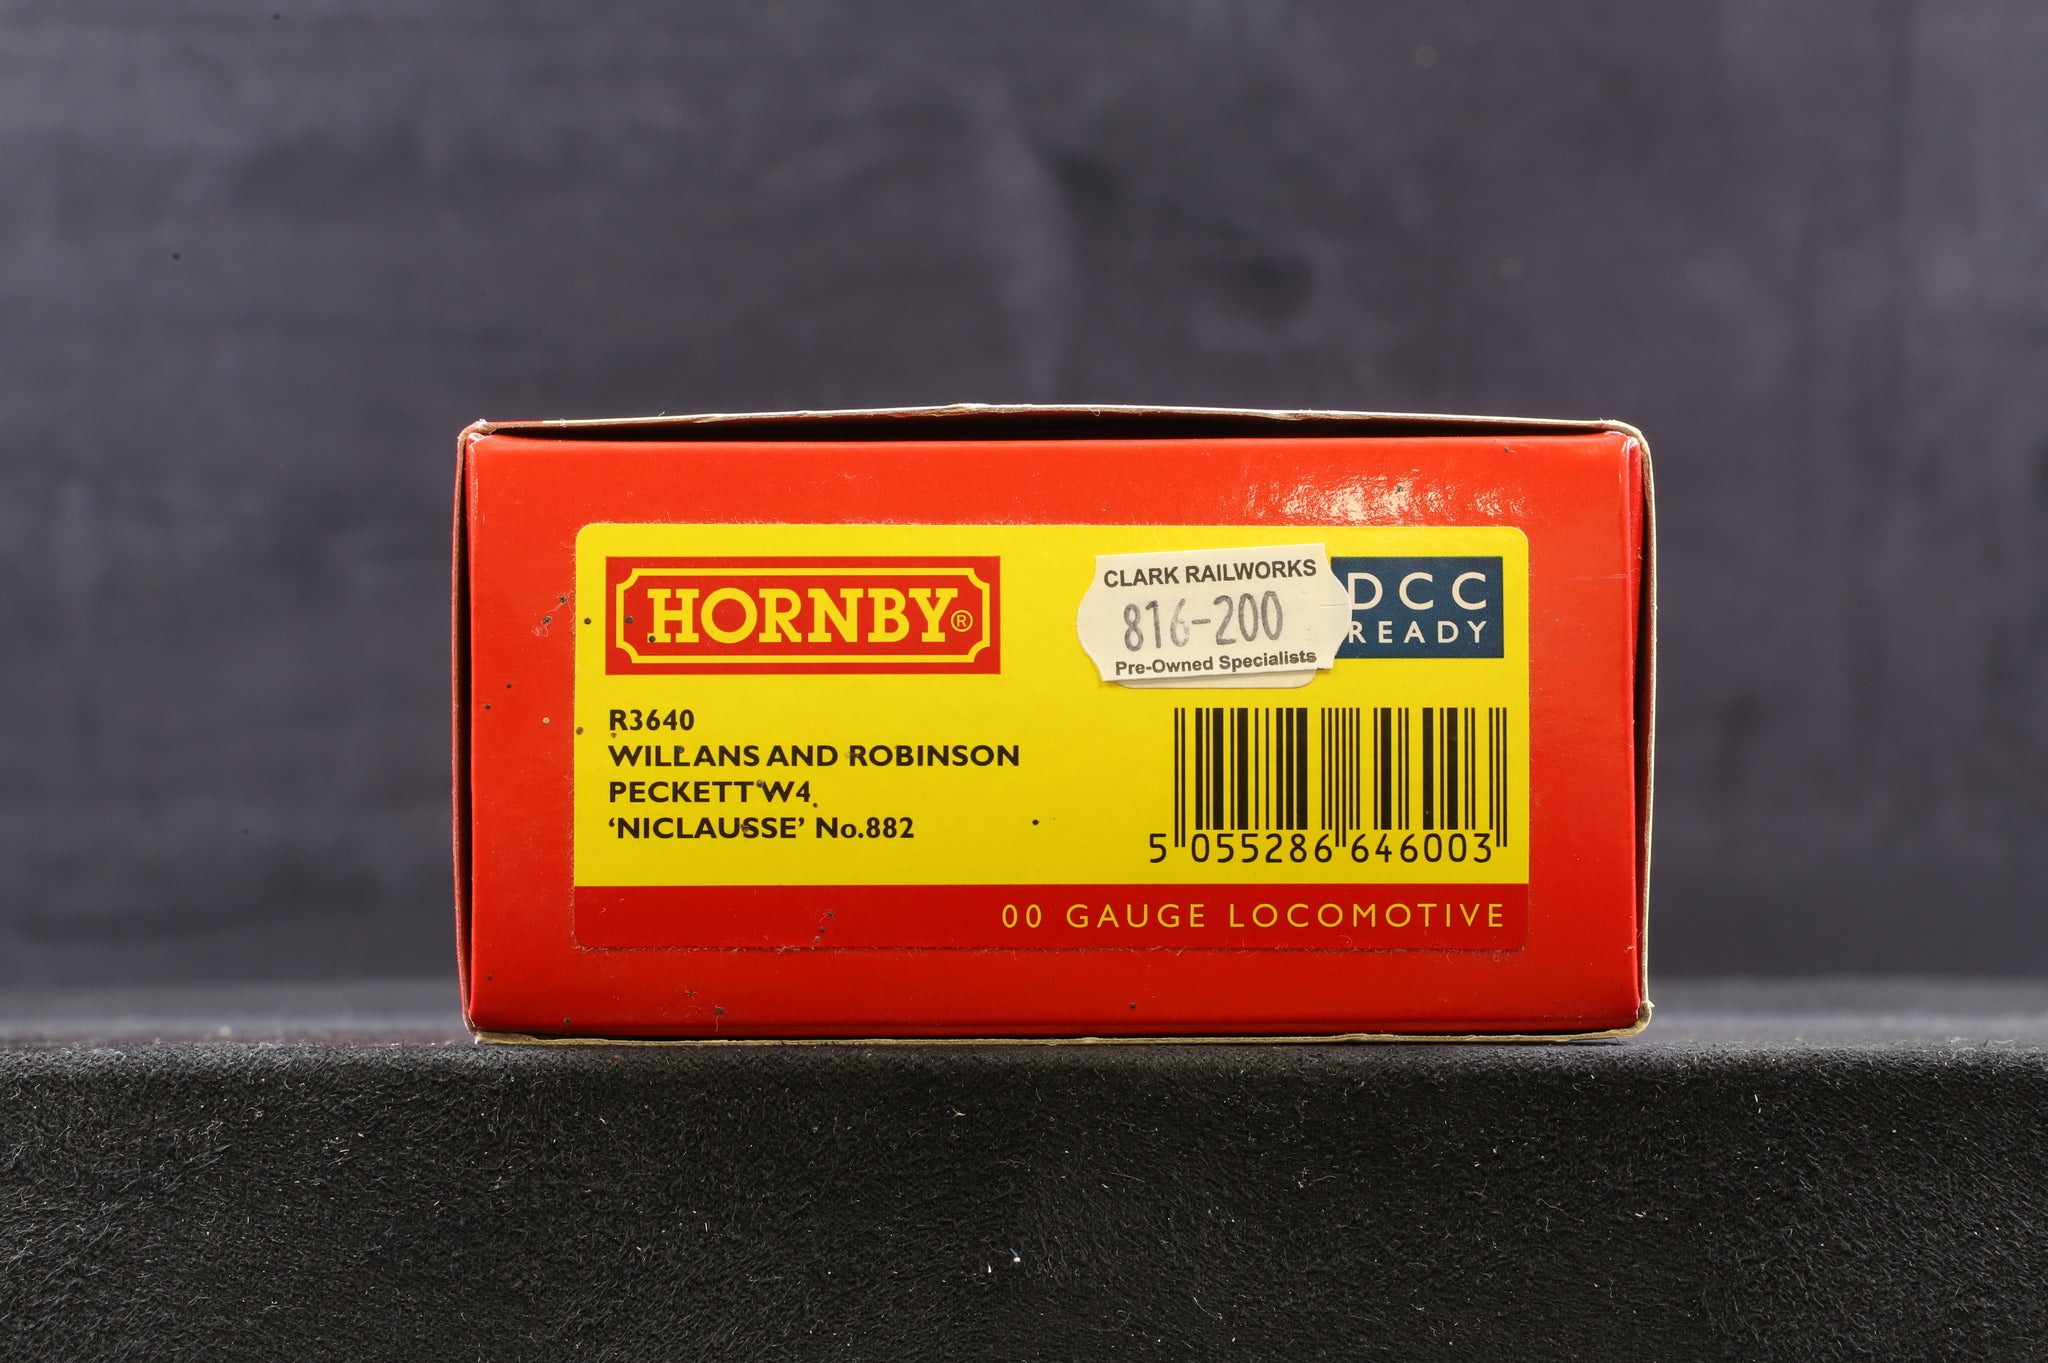 HORNBY®
CLARK RAILWORKS
816-200
Pre-Owned Specialists
DCC
READY
R3640
WILLANS AND ROBINSON
PECKETT W4
‘NICLAUSSE’ No.882
5 055286 646003
00 GAUGE LOCOMOTIVE